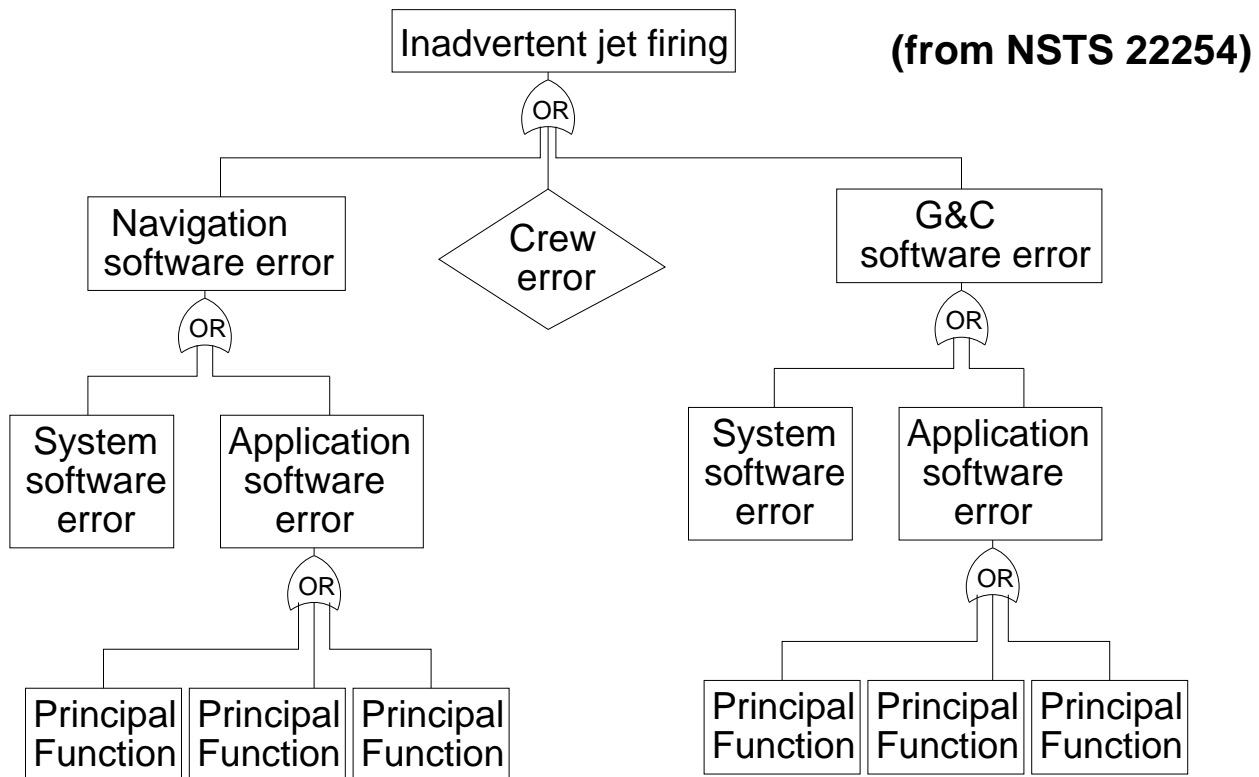 Inadvertent jet firing
(from NSTS 22254)
OR
Navigation
software error
Crew
error
G&C
software error
OR
OR
System
software
error
Application
software
error
System
software
error
Application
software
error
OR
OR
Principal
Function
Principal
Function
Principal
Function
Principal
Function
Principal
Function
Principal
Function